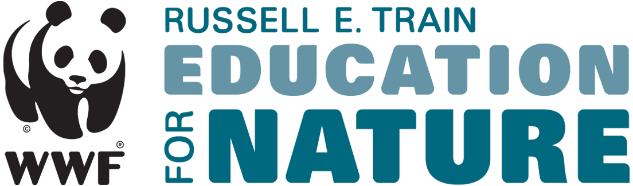 ©
WWF®
RUSSELL E. TRAIN
EDUCATION
FOR NATURE